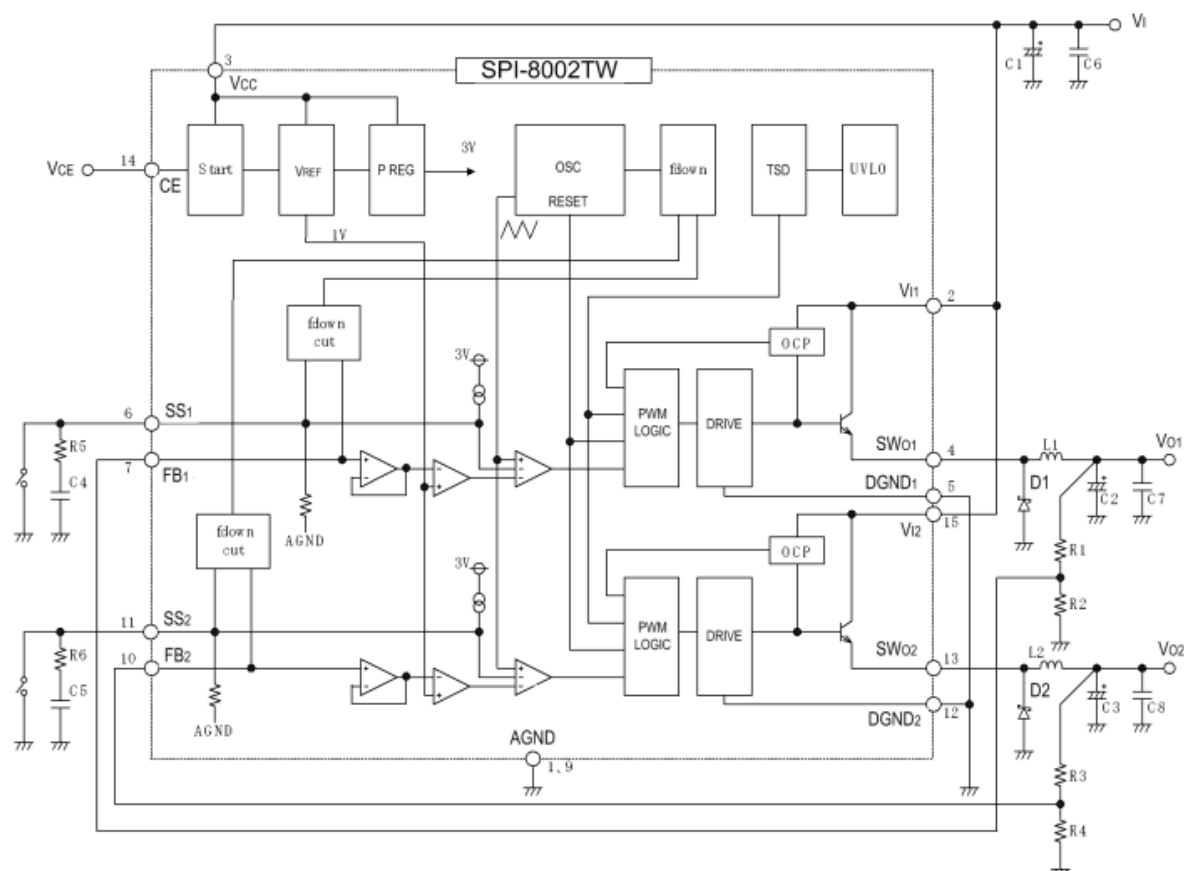 VI
SPI-8002TW
3
VCC
C1
+
C6
VCE
14
CE
Start
VREF
P REG
3V
OSC
RESET
fdown
TSD
UVLO
1V
VI1
2
fdown
cut
OCP
3V
PWM
LOGIC
DRIVE
6
SS1
R5
C4
7
FB1
+
-
-
+
+
-
-
SWO1
4
L1
VO1
DGND1
5
D1
+
C2
C7
VI2
15
AGND
fdown
cut
OCP
R1
3V
R2
PWM
LOGIC
DRIVE
11
SS2
R6
C5
10
FB2
+
-
-
+
+
-
-
SWO2
13
L2
VO2
D2
+
C3
C8
DGND2
12
AGND
AGND
1、9
R3
R4